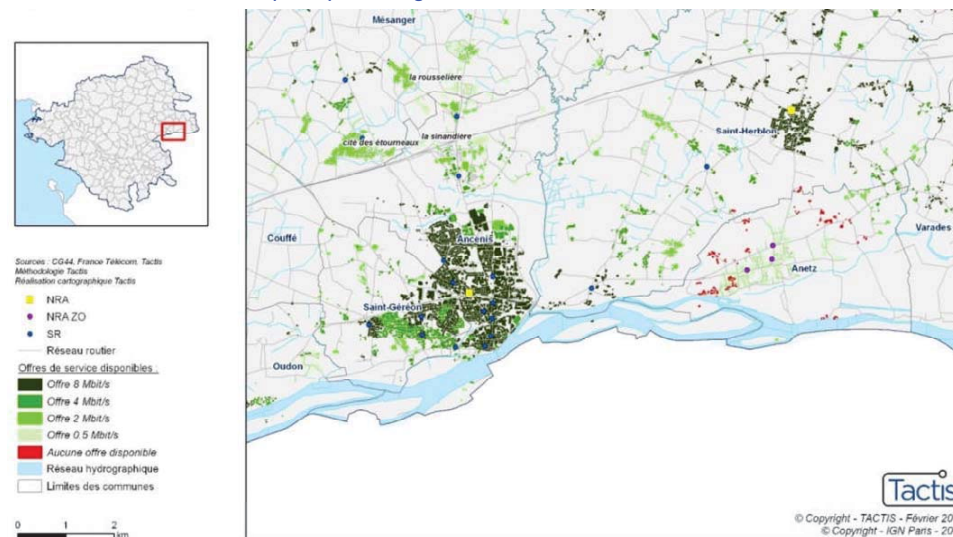 Mésanger
la rousselière
la sinandière
cité des étourneaux
Saint-Herblon
Couffé
Ancenis
Varades
Anetz
Saint-Géréon
Oudon
Sources : CG44, France Télécom, Tactis
Méthodologie Tactis
Réalisation cartographique Tactis
NRA
NRA ZO
SR
Réseau routier
Offres de service disponibles :
Offre 8 Mbit/s
Offre 4 Mbit/s
Offre 2 Mbit/s
Offre 0.5 Mbit/s
Aucune offre disponible
Réseau hydrographique
Limites des communes
0 1 2
km
Tactis
© Copyright - TACTIS - Février 20
© Copyright - IGN Paris - 20